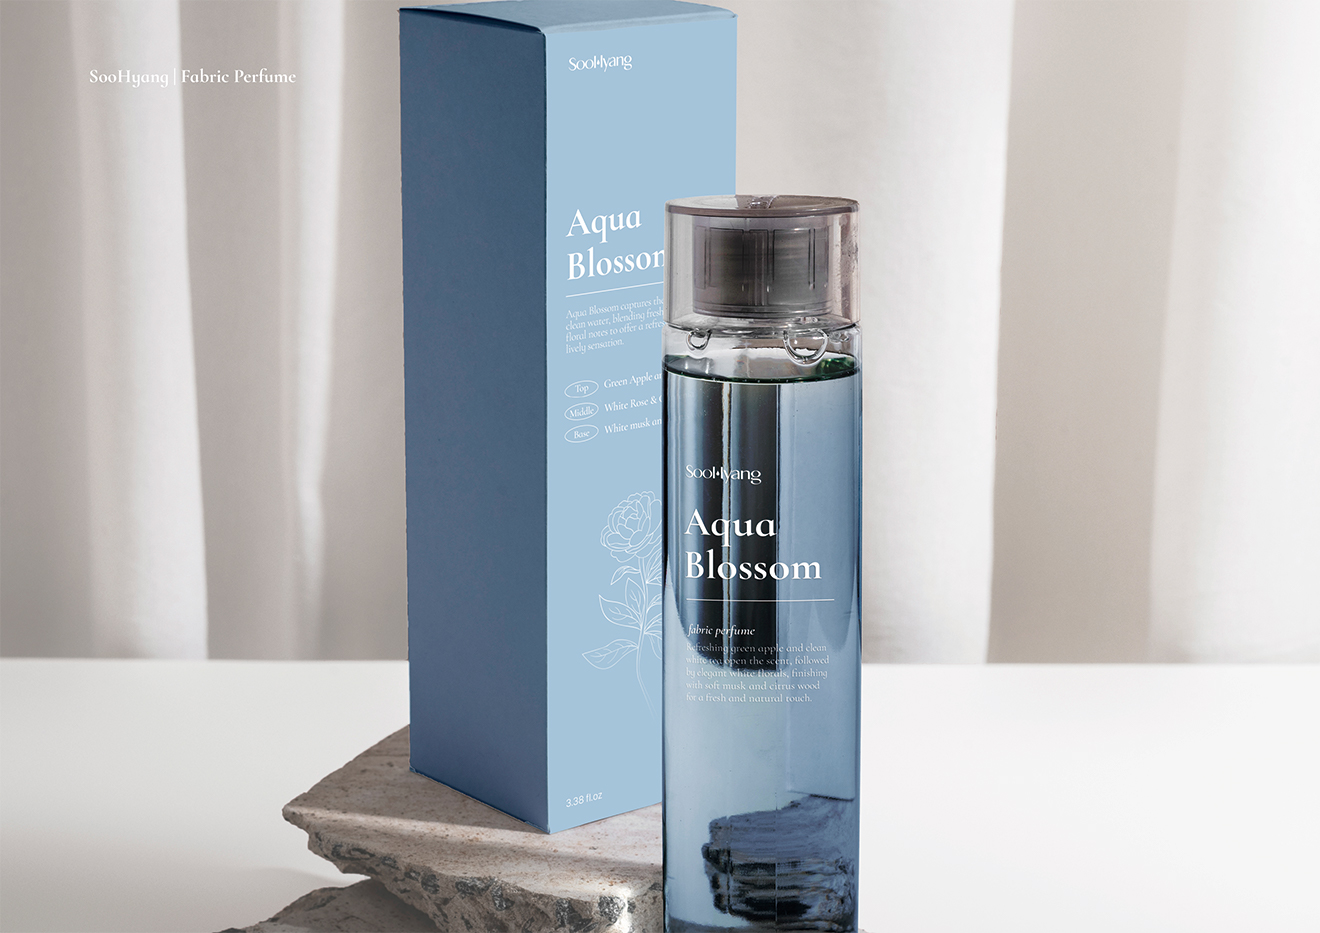 SooHyang | Fabric Perfume
SooHyang
Aqua
Blossom
Aqua Blossom captures the
clean water, blending fresh
floral notes to offer a refre
lively sensation.
Top Green Apple a
Middle White Rose &
Base White musk an
3.38 fl.oz
SooHyang
Aqua
Blossom
fabric perfume
Refreshing green apple and clean
white tea open the scent, followed
by elegant white florals, finishing
with soft musk and citrus wood
for a fresh and natural touch.